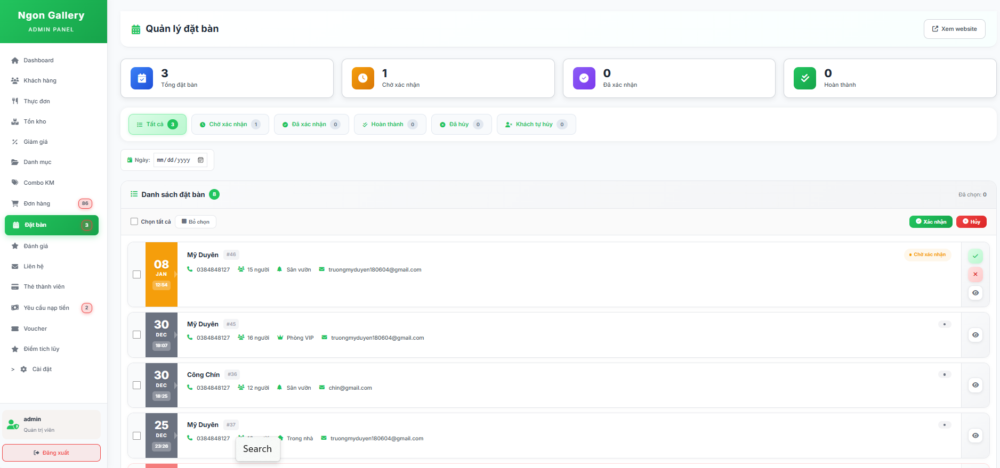 Ngon Gallery
ADMIN PANEL
Dashboard
Khách hàng
Thực đơn
Tồn kho
Giảm giá
Danh mục
Combo KM
Đơn hàng 86
Đặt bàn 3
Đánh giá
Liên hệ
Thẻ thành viên
Yêu cầu nạp tiền 2
Voucher
Điểm tích lũy
> Cài đặt
admin
Quản trị viên
Đăng xuất
Quản lý đặt bàn
Xem website
3
Tổng đặt bàn
1
Chờ xác nhận
0
Đã xác nhận
0
Hoàn thành
Tất cả 3
Chờ xác nhận 1
Đã xác nhận 0
Hoàn thành 0
Đã hủy 0
Khách tự hủy 0
Ngày: mm/dd/yyyy
Danh sách đặt bàn 8
Đã chọn: 0
Chọn tất cả
Bỏ chọn
Xác nhận
Hủy
08
JAN
12:54
Mỹ Duyên #46
0384848127 15 người Sân vườn truongmyduyen180604@gmail.com
Chờ xác nhận
30
DEC
19:07
Mỹ Duyên #45
0384848127 16 người Phòng VIP truongmyduyen180604@gmail.com
30
DEC
18:25
Công Chín #36
0384848127 12 người Sân vườn chin@gmail.com
25
DEC
23:26
Mỹ Duyên #37
0384848127 Trong nhà truongmyduyen180604@gmail.com
Search